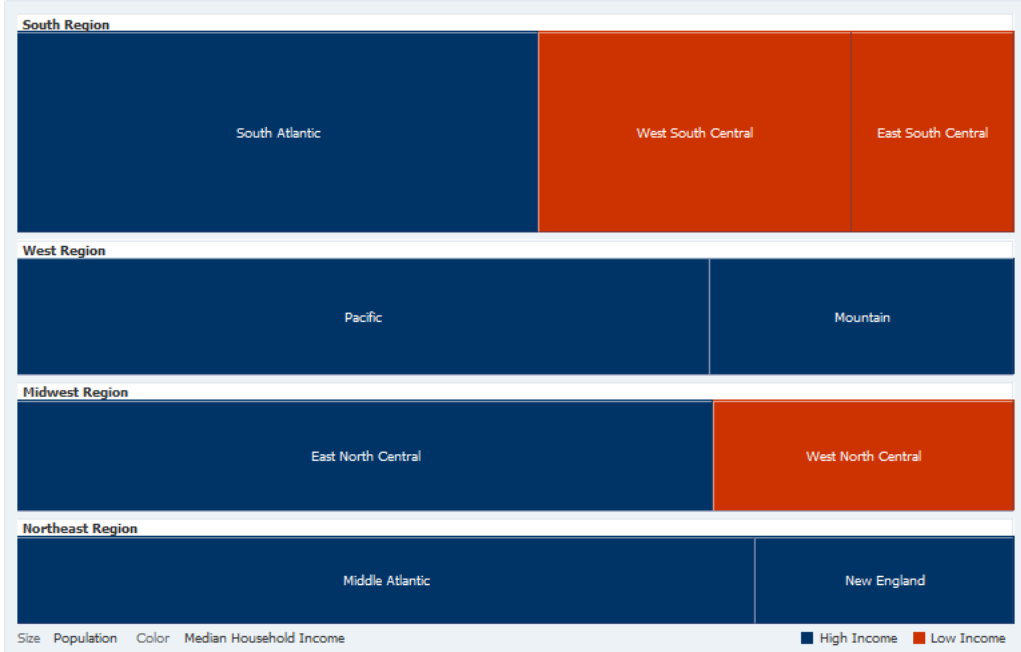 South Region
South Atlantic
West South Central
East South Central
West Region
Pacific
Mountain
Midwest Region
East North Central
West North Central
Northeast Region
Middle Atlantic
New England
Size Population Color Median Household Income
High Income Low Income